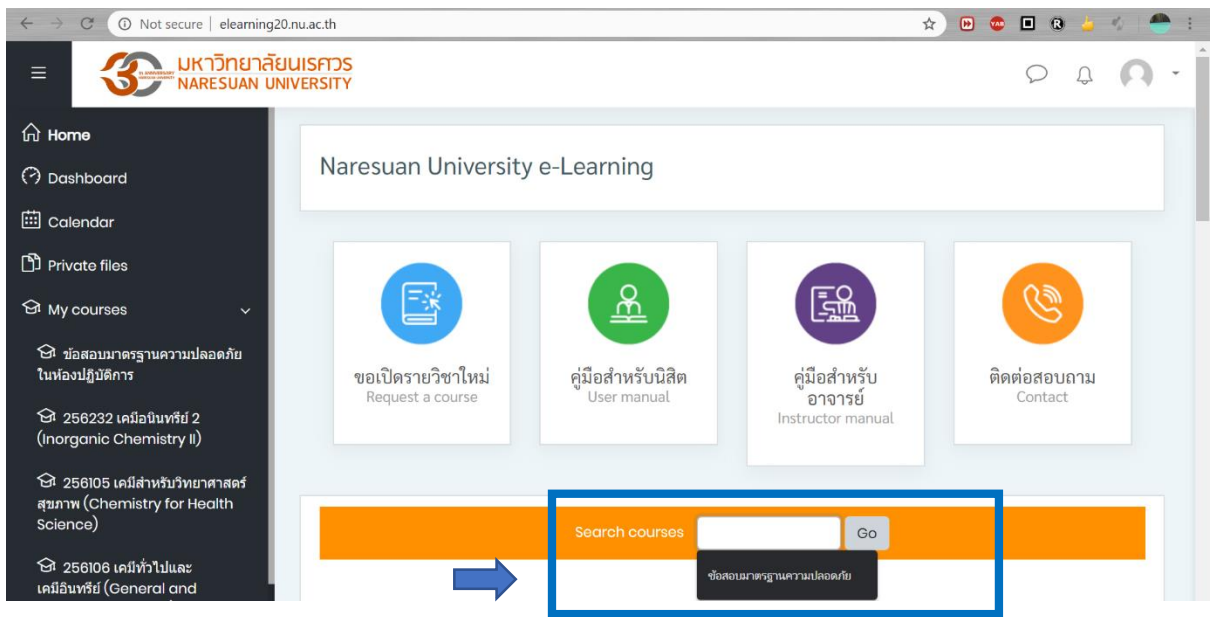 Not secure | elearning20.nu.ac.th
มหาวิทยาลัยนเรศวร
NARESUAN UNIVERSITY
Home
Dashboard
Calendar
Private files
My courses
ข้อสอบมาตรฐานความปลอดภัย
ในห้องปฏิบัติการ
256232 เคมีอนินทรีย์ 2
(Inorganic Chemistry II)
256105 เคมีสำหรับวิทยาศาสตร์
สุขภาพ (Chemistry for Health
Science)
256106 เคมีทั่วไปและ
เคมีอินทรีย์ (General and
Naresuan University e-Learning
ขอเปิดรายวิชาใหม่
Request a course
คู่มือสำหรับนิสิต
User manual
คู่มือสำหรับ
อาจารย์
Instructor manual
ติดต่อสอบถาม
Contact
Search courses
Go
ข้อสอบมาตรฐานความปลอดภัย